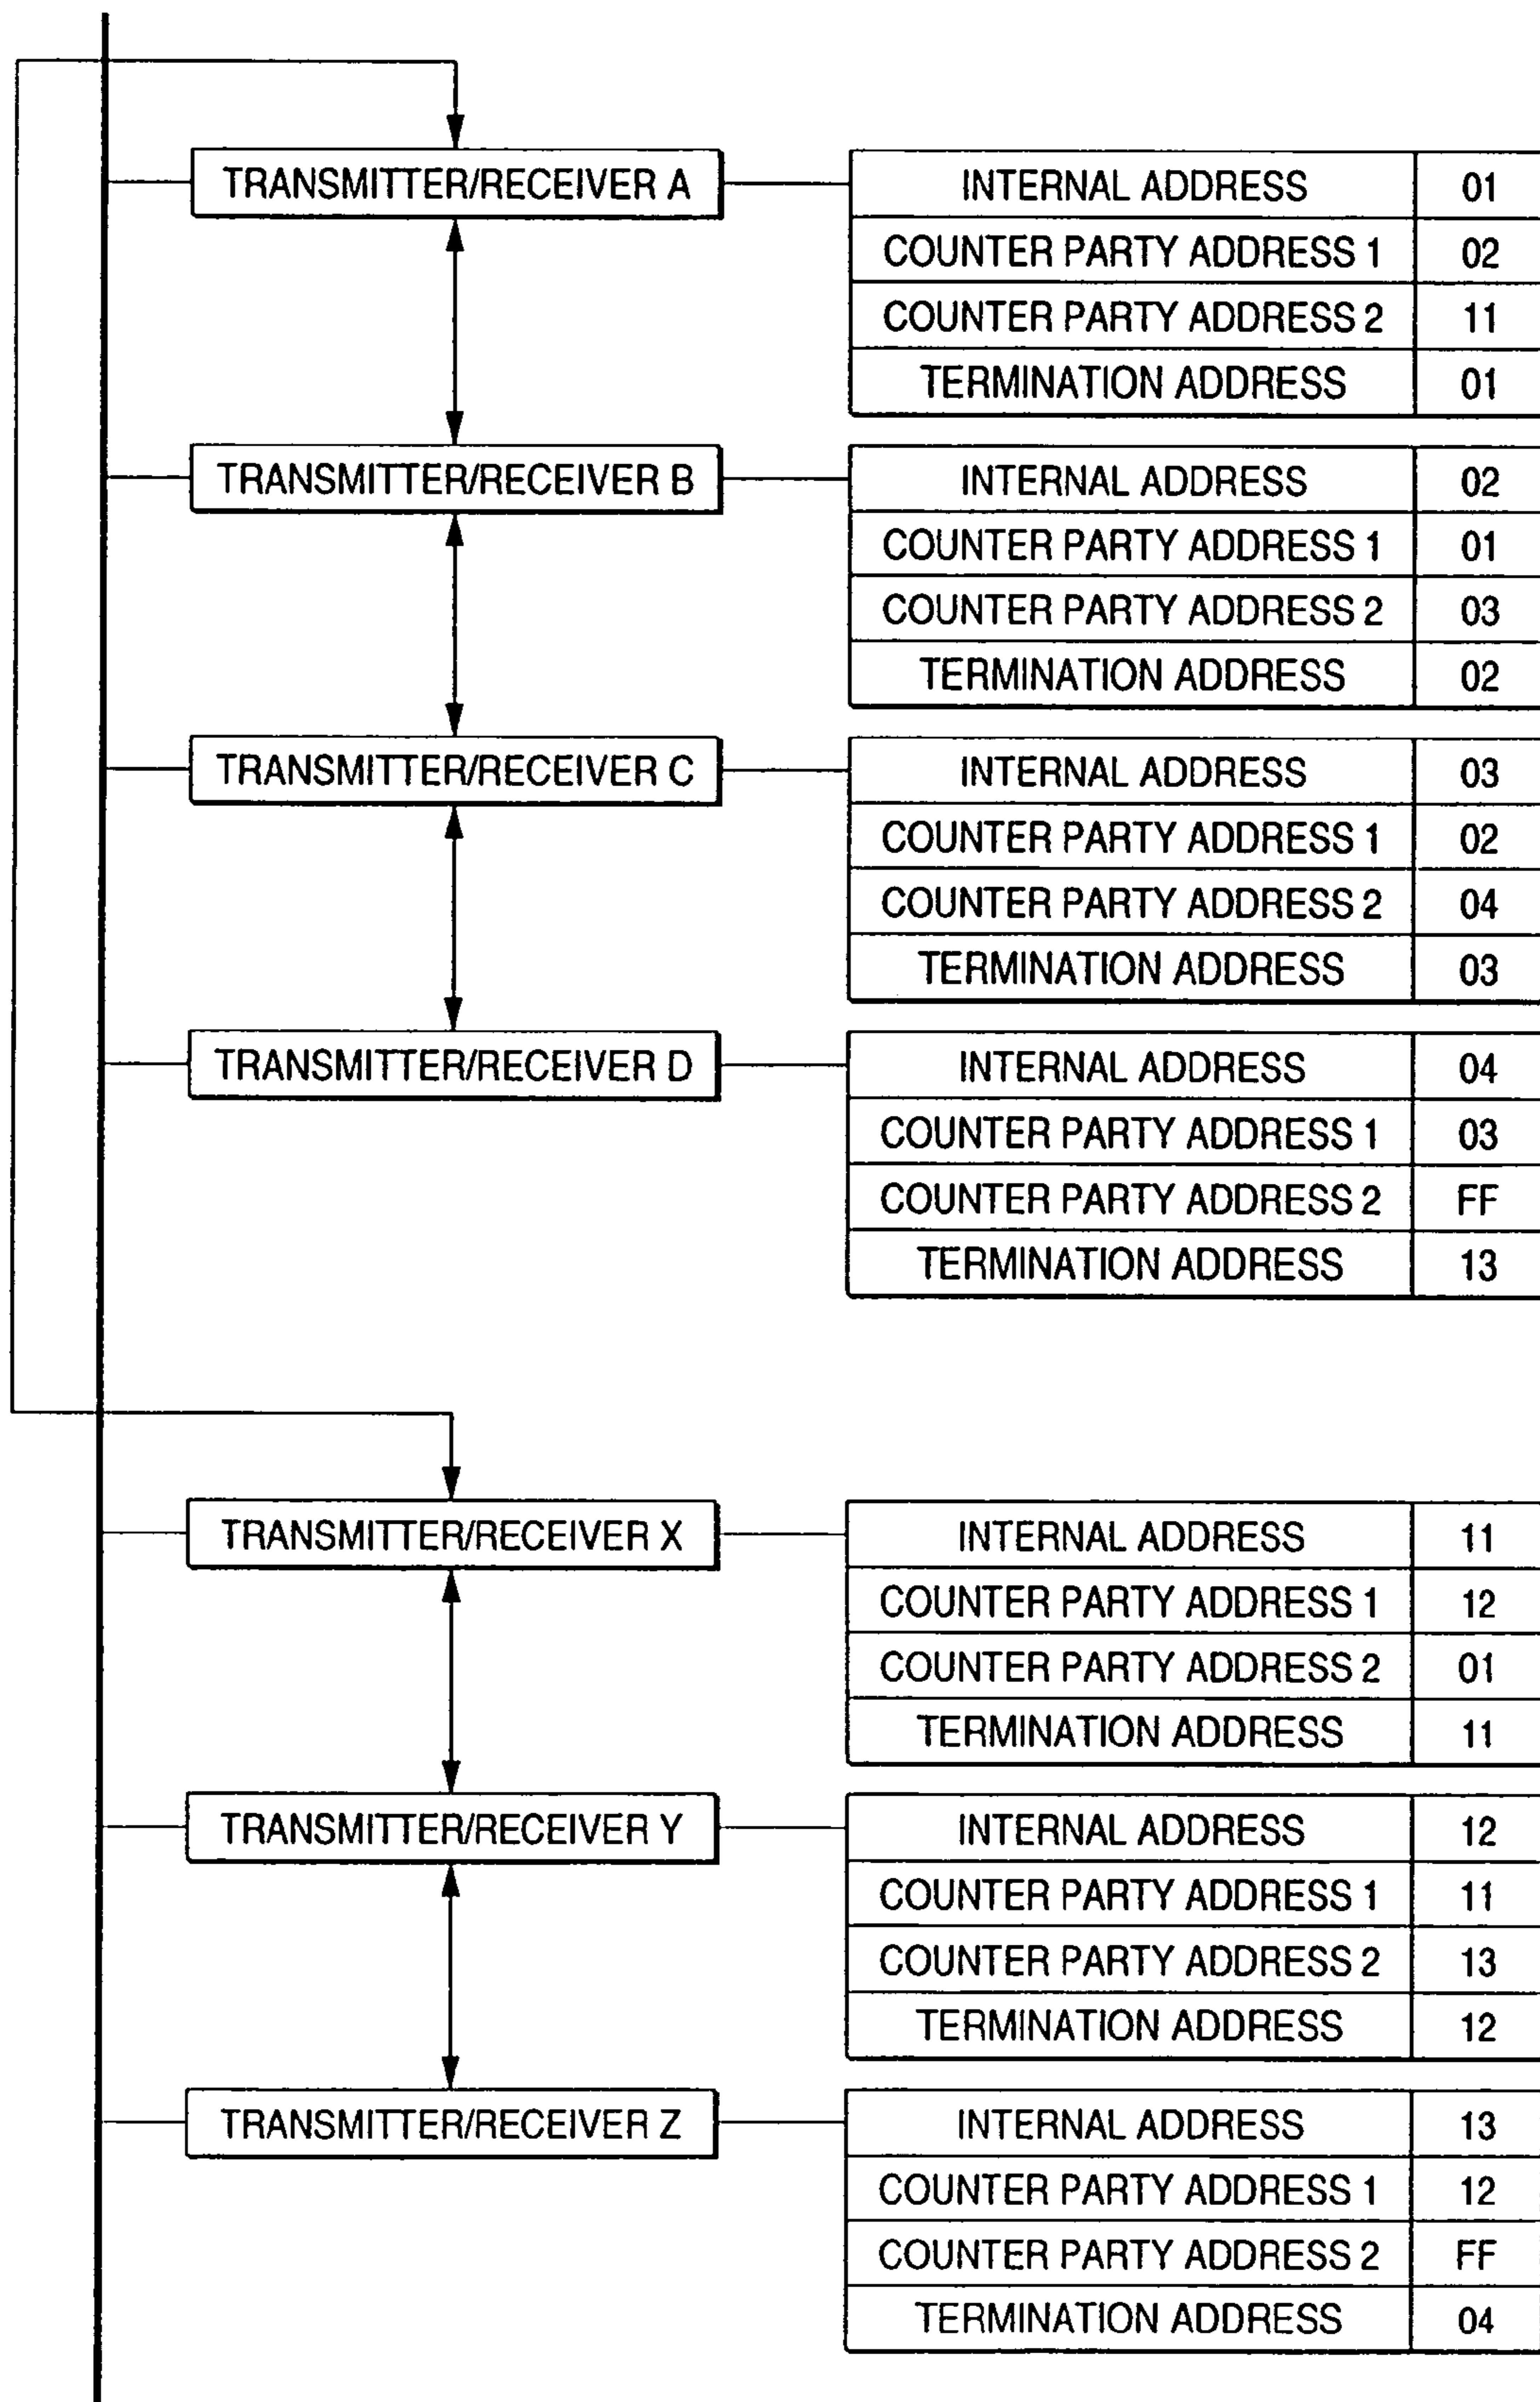 TRANSMITTER/RECEIVER A
INTERNAL ADDRESS 01
COUNTER PARTY ADDRESS 1 02
COUNTER PARTY ADDRESS 2 11
TERMINATION ADDRESS 01
TRANSMITTER/RECEIVER B
INTERNAL ADDRESS 02
COUNTER PARTY ADDRESS 1 01
COUNTER PARTY ADDRESS 2 03
TERMINATION ADDRESS 02
TRANSMITTER/RECEIVER C
INTERNAL ADDRESS 03
COUNTER PARTY ADDRESS 1 02
COUNTER PARTY ADDRESS 2 04
TERMINATION ADDRESS 03
TRANSMITTER/RECEIVER D
INTERNAL ADDRESS 04
COUNTER PARTY ADDRESS 1 03
COUNTER PARTY ADDRESS 2 FF
TERMINATION ADDRESS 13
TRANSMITTER/RECEIVER X
INTERNAL ADDRESS 11
COUNTER PARTY ADDRESS 1 12
COUNTER PARTY ADDRESS 2 01
TERMINATION ADDRESS 11
TRANSMITTER/RECEIVER Y
INTERNAL ADDRESS 12
COUNTER PARTY ADDRESS 1 11
COUNTER PARTY ADDRESS 2 13
TERMINATION ADDRESS 12
TRANSMITTER/RECEIVER Z
INTERNAL ADDRESS 13
COUNTER PARTY ADDRESS 1 12
COUNTER PARTY ADDRESS 2 FF
TERMINATION ADDRESS 04